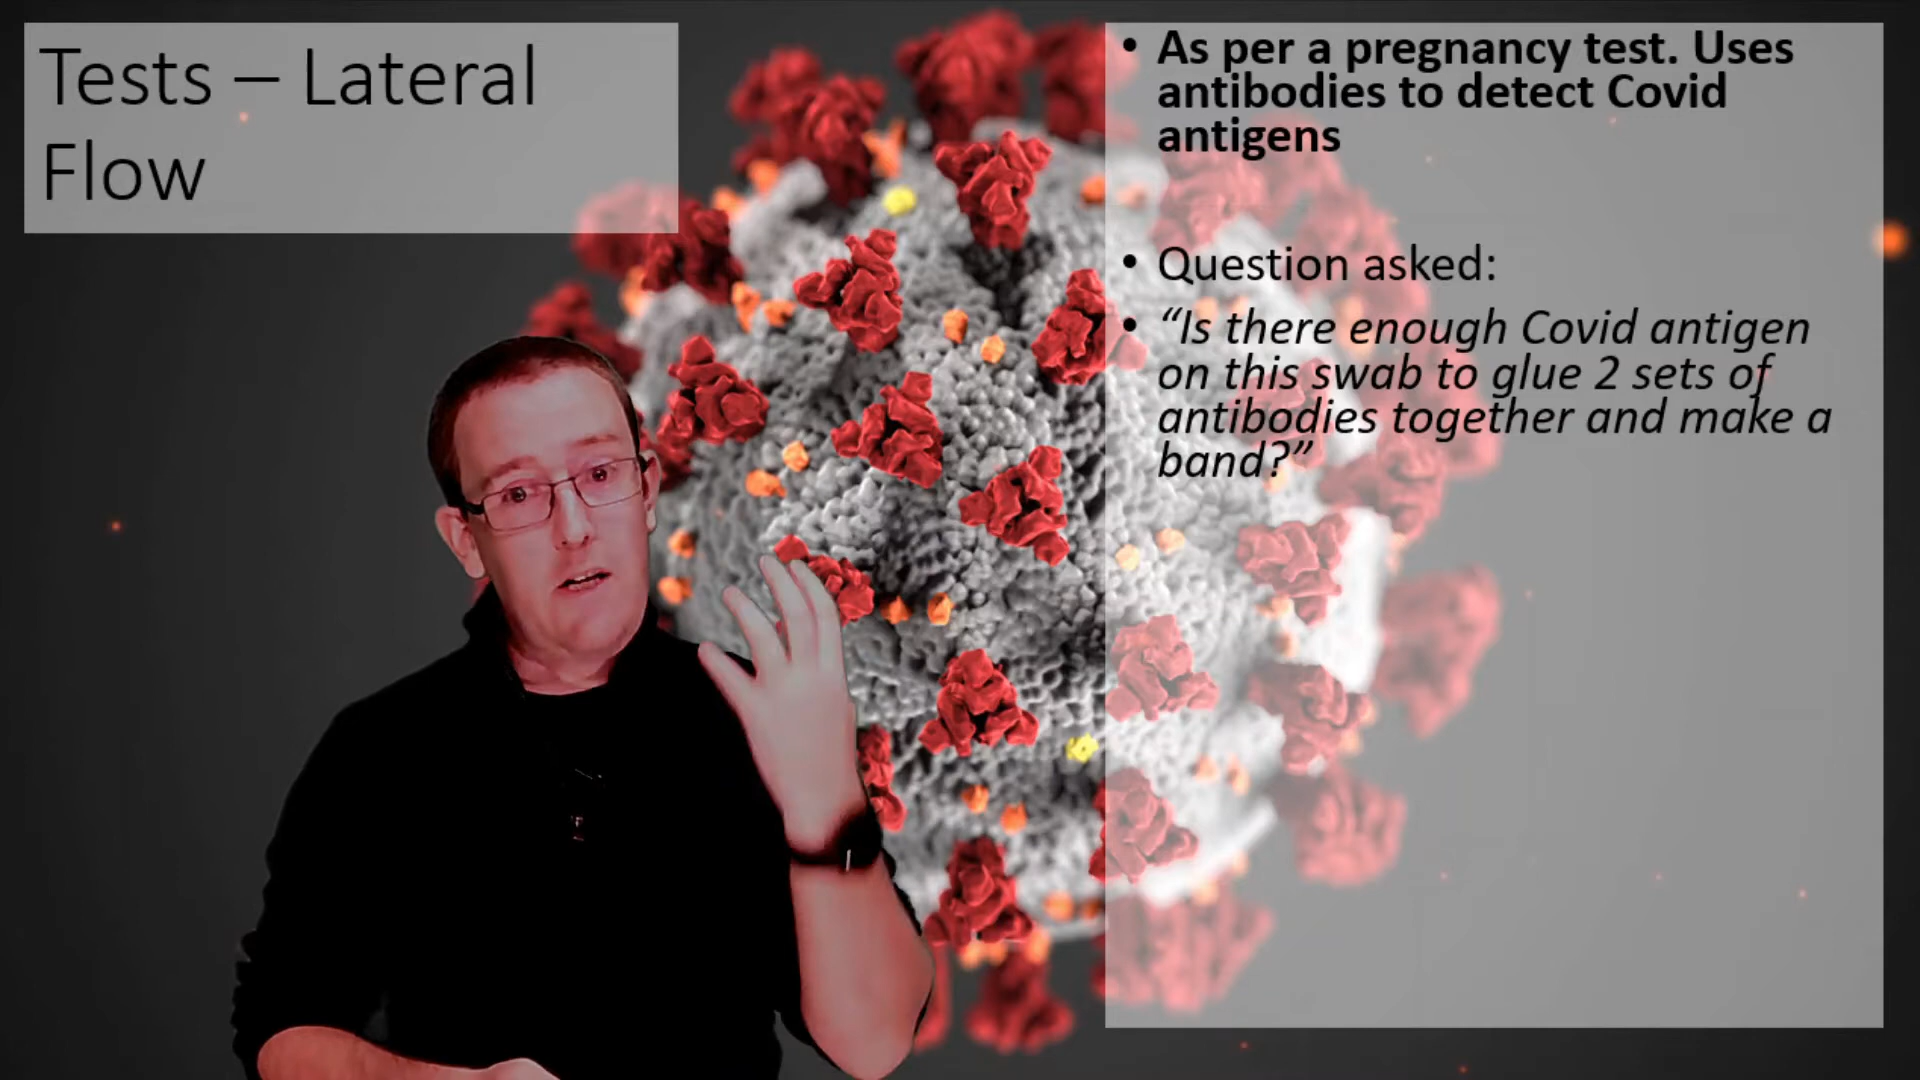 Tests – Lateral
Flow
• As per a pregnancy test. Uses
antibodies to detect Covid
antigens
• Question asked:
• “Is there enough Covid antigen
on this swab to glue 2 sets of
antibodies together and make a
band?”